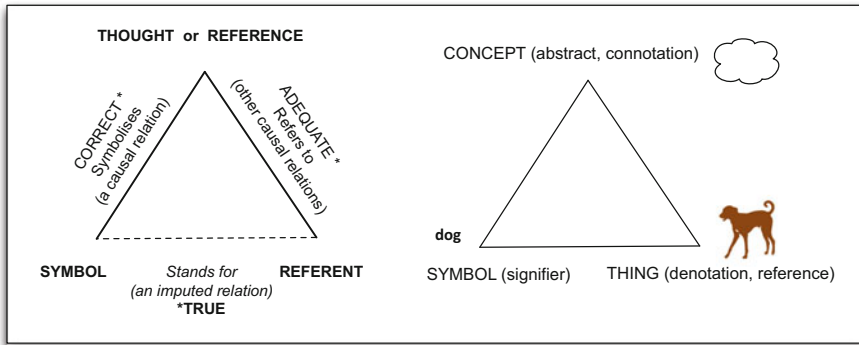 THOUGHT or REFERENCE
CORRECT *
Symbolises
(a causal relation)
ADEQUATE *
Refers to
(other causal relations)
SYMBOL
Stands for
(an imputed relation)
*TRUE
REFERENT
CONCEPT (abstract, connotation)
dog
SYMBOL (signifier)
THING (denotation, reference)